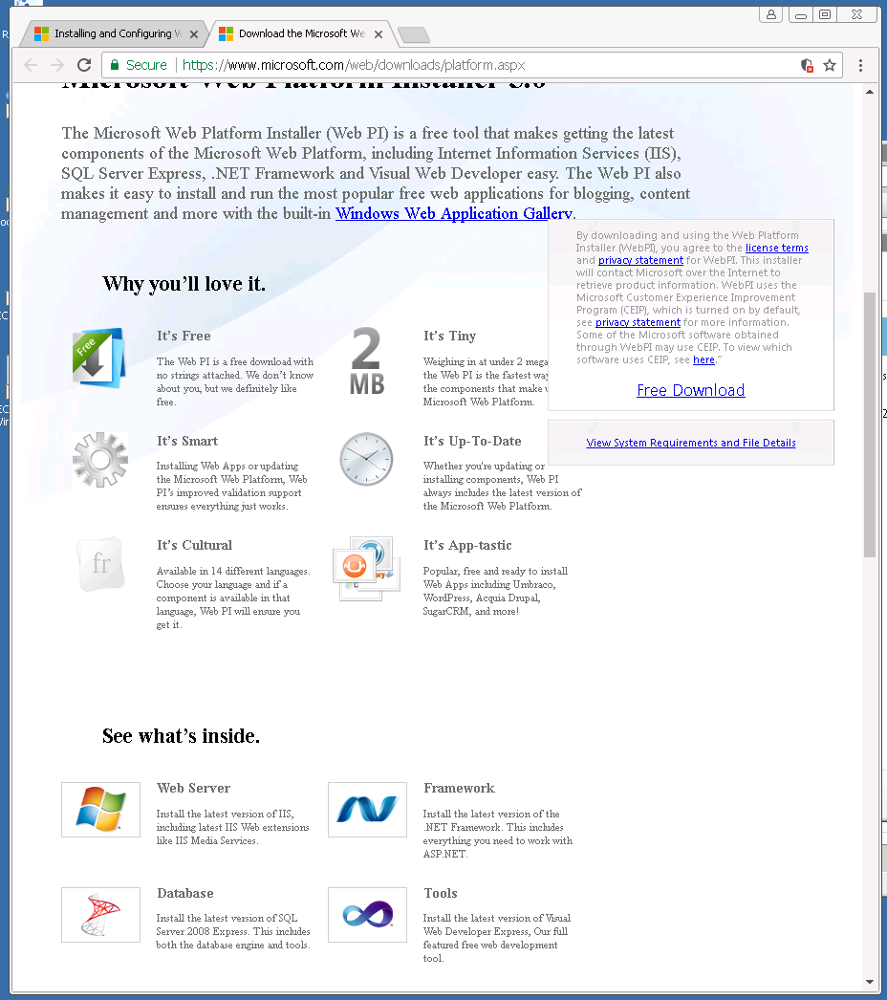 Installing and Configuring W
Download the Microsoft We
Secure
https://www.microsoft.com/web/downloads/platform.aspx
Microsoft Web Platform Installer 5.0
The Microsoft Web Platform Installer (Web PI) is a free tool that makes getting the latest
components of the Microsoft Web Platform, including Internet Information Services (IIS),
SQL Server Express, .NET Framework and Visual Web Developer easy. The Web PI also
makes it easy to install and run the most popular free web applications for blogging, content
management and more with the built-in Windows Web Application Gallery.
By downloading and using the Web Platform
Installer (WebPI), you agree to the license terms
and privacy statement for WebPI. This installer
will contact Microsoft over the Internet to
retrieve product information. WebPI uses the
Microsoft Customer Experience Improvement
Program (CEIP), which is turned on by default,
see privacy statement for more information.
Some of the Microsoft software obtained
through WebPI may use CEIP. To view which
software uses CEIP, see here.”
Free Download
View System Requirements and File Details
Why you’ll love it.
Free
It’s Free
The Web PI is a free download with
no strings attached. We don’t know
about you, but we definitely like
free.
2
MB
It’s Tiny
Weighing in at under 2 mega
the Web PI is the fastest way
the components that make
Microsoft Web Platform.
It’s Smart
Installing Web Apps or updating
the Microsoft Web Platform, Web
PI’s improved validation support
ensures everything just works.
It’s Up-To-Date
Whether you're updating or
installing components, Web PI
always includes the latest version of
the Microsoft Web Platform.
fr
It’s Cultural
Available in 14 different languages.
Choose your language and if a
component is available in that
language, Web PI will ensure you
get it.
It’s App-tastic
Popular, free and ready to install
Web Apps including Umbraco,
WordPress, Acquia Drupal,
SugarCRM, and more!
See what’s inside.
Web Server
Install the latest version of IIS,
including latest IIS Web extensions
like IIS Media Services.
Framework
Install the latest version of the
.NET Framework. This includes
everything you need to work with
ASP.NET.
Database
Install the latest version of SQL
Server 2008 Express. This includes
both the database engine and tools.
Tools
Install the latest version of Visual
Web Developer Express, Our full
featured free web development
tool.